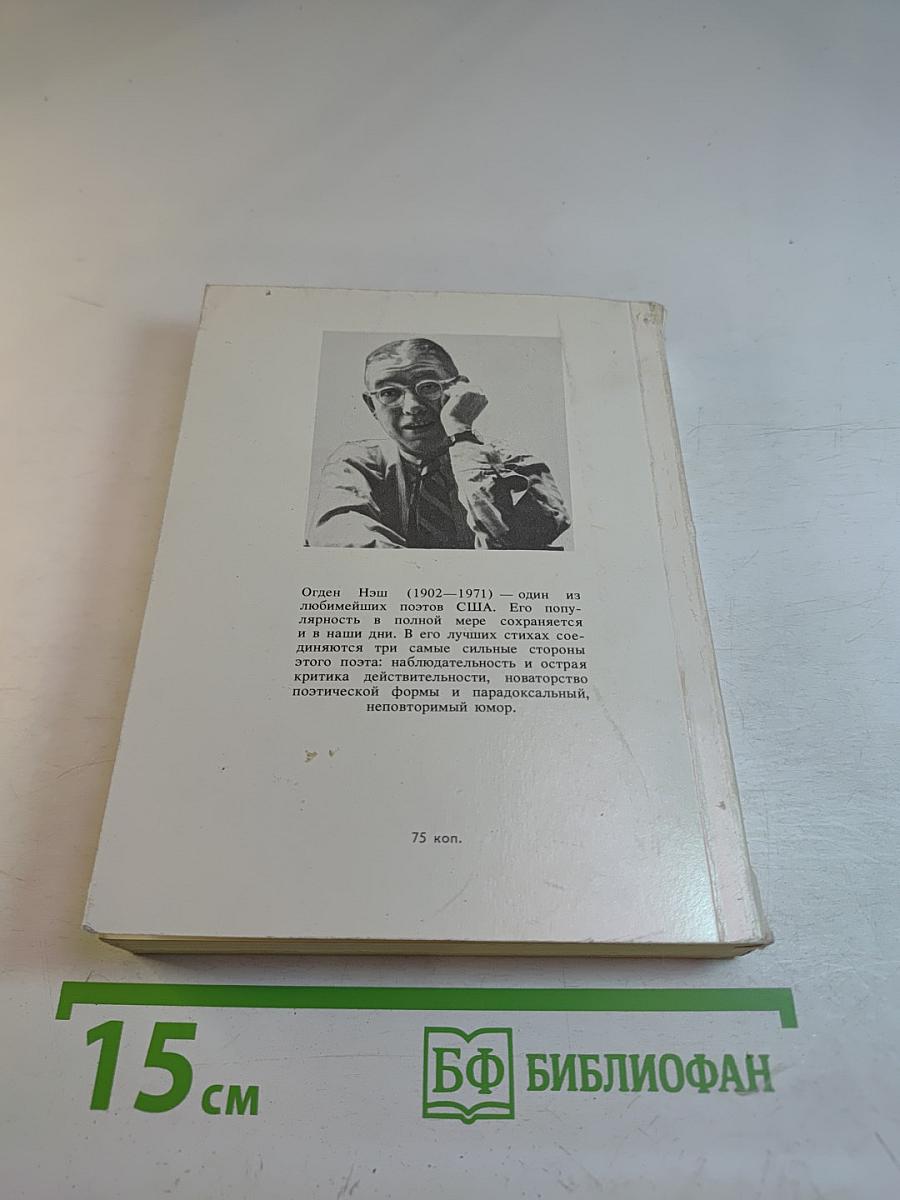 Огден Нэш (1902—1971) — один из
любимейших поэтов США. Его попу-
лярность в полной мере сохраняется
и в наши дни. В его лучших стихах сое-
диняются три самые сильные стороны
этого поэта: наблюдательность и острая
критика действительности, новаторство
поэтической формы и парадоксальный,
неповторимый юмор.
75 коп.
15 см
БФ БИБЛИОФАН